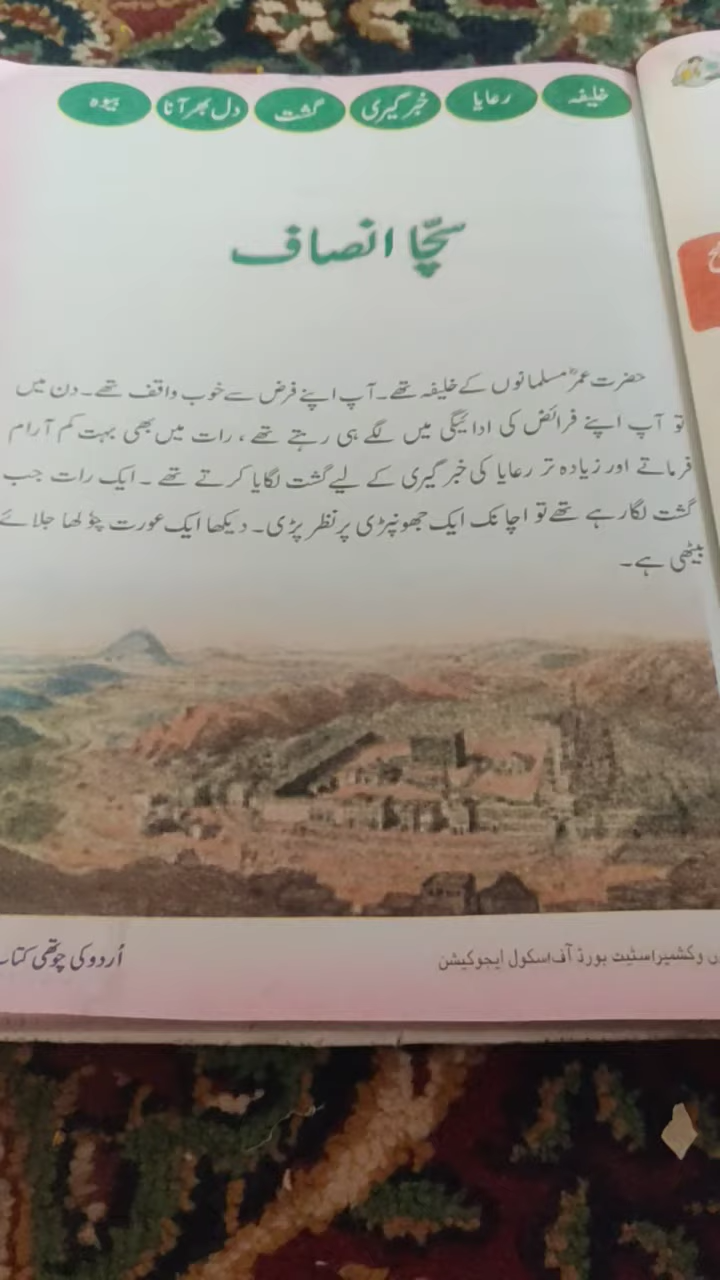 خلیفہ رعایا خبر گیری گشت دل بھر آنا بیوہ
سچّا انصاف
حضرت عمرؓ مسلمانوں کے خلیفہ تھے۔ آپ اپنے فرض سے خوب واقف تھے۔ دن میں
تو آپ اپنے فرائض کی ادائیگی میں لگے ہی رہتے تھے، رات میں بھی بہت کم آرام
فرماتے اور زیادہ تر رعایا کی خبر گیری کے لیے گشت لگایا کرتے تھے ۔ ایک رات جب
گشت لگا رہے تھے تو اچانک ایک جھونپڑی پر نظر پڑی۔ دیکھا ایک عورت چولھا جلائے
بیٹھی ہے۔
وکشمیر اسٹیٹ بورڈ آف اسکول ایجوکیشن
اُردو کی چوتھی